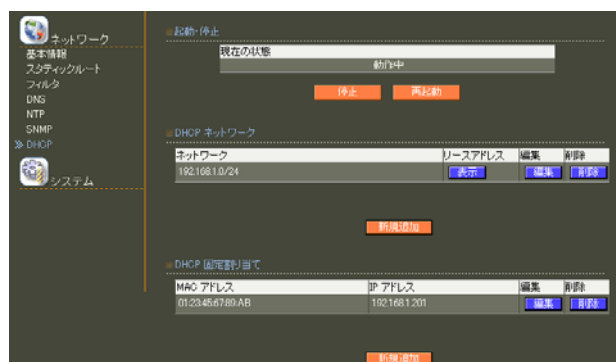 ネットワーク
基本情報
スタティックルート
フィルタ
DNS
NTP
SNMP
DHCP
システム
起動・停止
現在の状態
動作中
停止 再起動
DHCP ネットワーク
ネットワーク リースアドレス 編集 削除
192.168.1.0/24 表示 編集 削除
新規追加
DHCP 固定割り当て
MAC アドレス IP アドレス 編集 削除
01:23:45:67:89:AB 192.168.1.201 編集 削除
新規追加